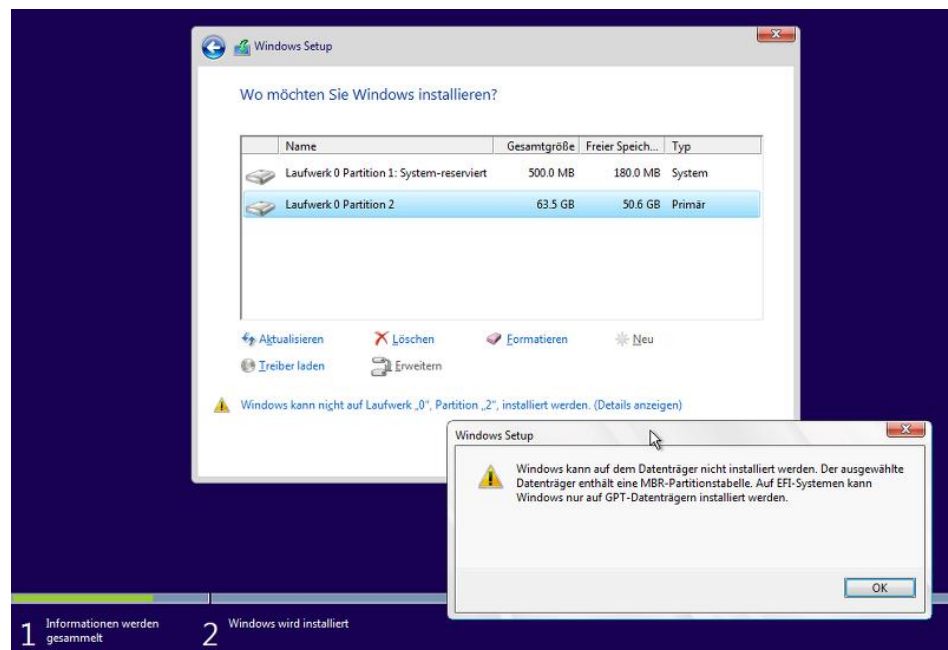 Windows Setup
Wo möchten Sie Windows installieren?
Name Gesamtgröße Freier Speich... Typ
Laufwerk 0 Partition 1: System-reserviert 500.0 MB 180.0 MB System
Laufwerk 0 Partition 2 63.5 GB 50.6 GB Primär
Aktualisieren Löschen Formatieren Neu
Treiber laden Erweitern
Windows kann night auf Laufwerk „0“, Partition „2“, installiert werden. (Details anzeigen)
Windows Setup
Windows kann auf dem Datenträger nicht installiert werden. Der ausgewählte
Datenträger enthält eine MBR-Partitionstabelle. Auf EFI-Systemen kann
Windows nur auf GPT-Datenträgern installiert werden.
OK
1 Informationen werden
gesammelt
2 Windows wird installiert